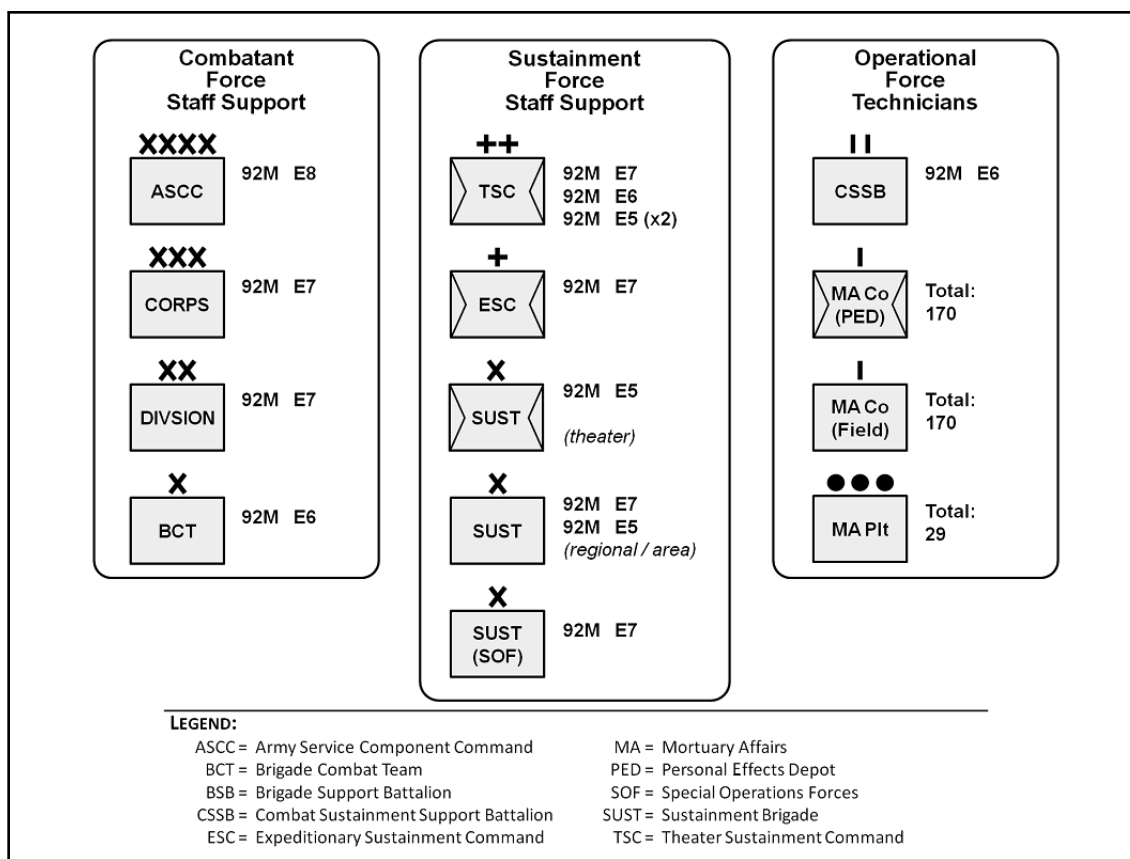 Combatant
Force
Staff Support
XXXX
ASCC
92M E8
XXX
CORPS
92M E7
XX
DIVSION
92M E7
X
BCT
92M E6
Sustainment
Force
Staff Support
++
TSC
92M E7
92M E6
92M E5 (x2)
+
ESC
92M E7
X
SUST
92M E5
(theater)
X
SUST
92M E7
92M E5
(regional / area)
X
SUST
(SOF)
92M E7
Operational
Force
Technicians
II
CSSB
92M E6
I
MA Co
(PED)
Total:
170
I
MA Co
(Field)
Total:
170
●●●
MA Plt
Total:
29
LEGEND:
ASCC = Army Service Component Command
BCT = Brigade Combat Team
BSB = Brigade Support Battalion
CSSB = Combat Sustainment Support Battalion
ESC = Expeditionary Sustainment Command
MA = Mortuary Affairs
PED = Personal Effects Depot
SOF = Special Operations Forces
SUST = Sustainment Brigade
TSC = Theater Sustainment Command